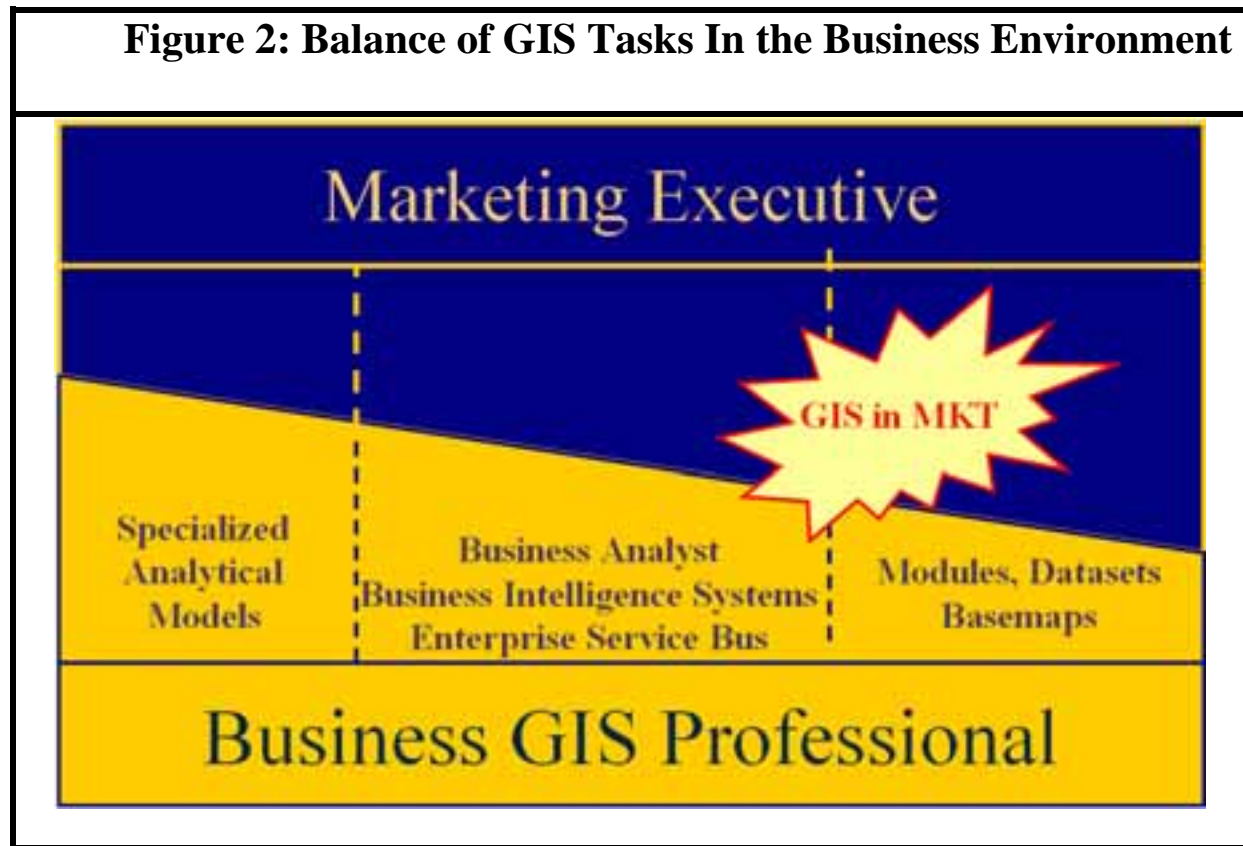 Figure 2: Balance of GIS Tasks In the Business Environment
Marketing Executive
GIS in MKT
Specialized
Analytical
Models
Business Analyst
Business Intelligence Systems
Enterprise Service Bus
Modules, Datasets
Basemaps
Business GIS Professional